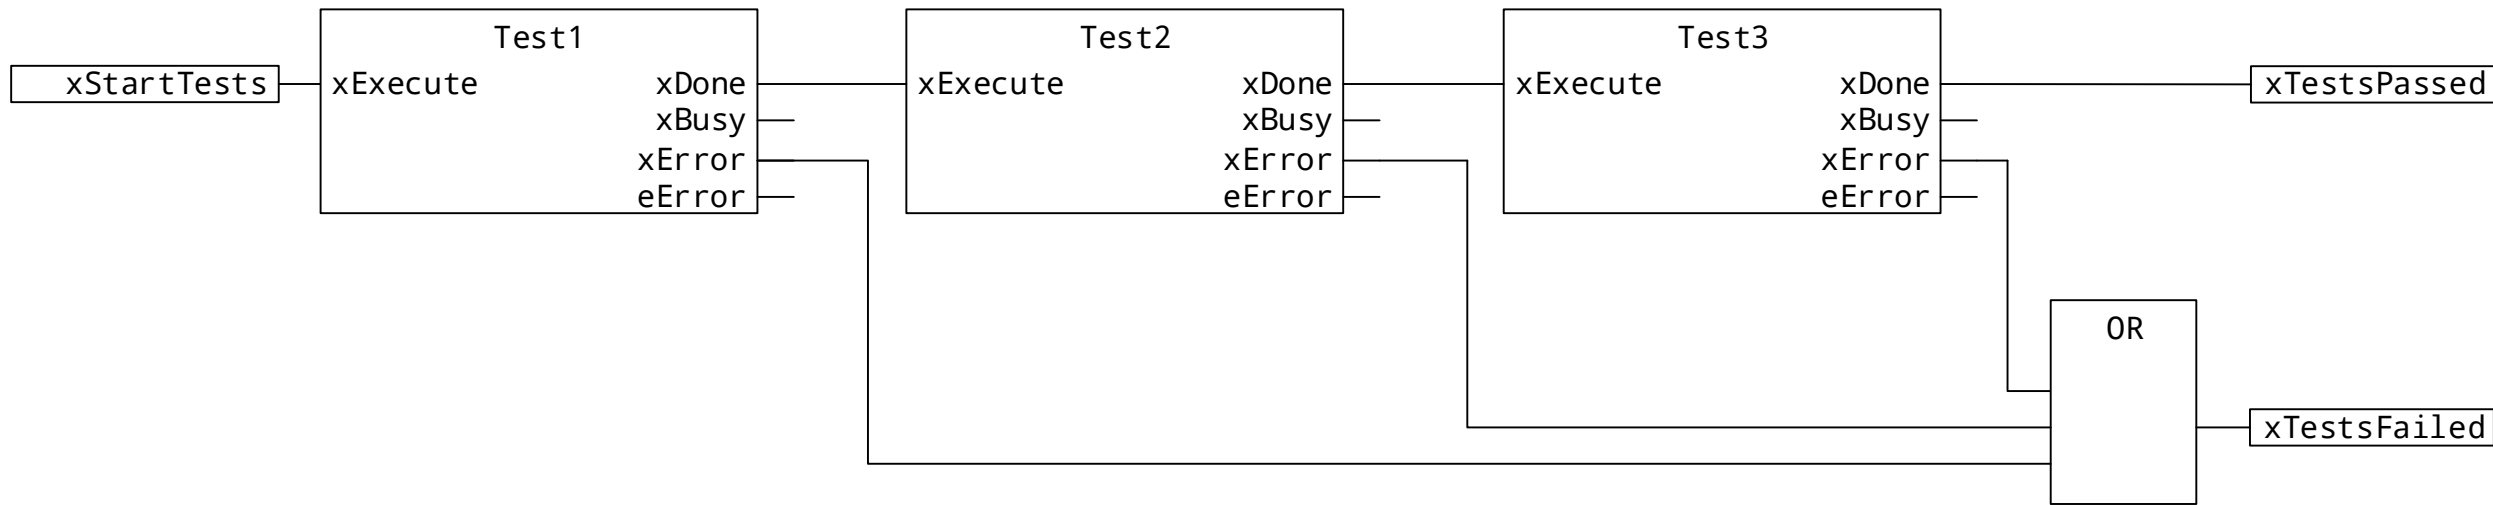 Test1
Test2
Test3
xStartTests
xExecute
xDone
xExecute
xDone
xExecute
xDone
xTestsPassed
xBusy
xBusy
xBusy
xError
xError
xError
eError
eError
eError
OR
xTestsFailed